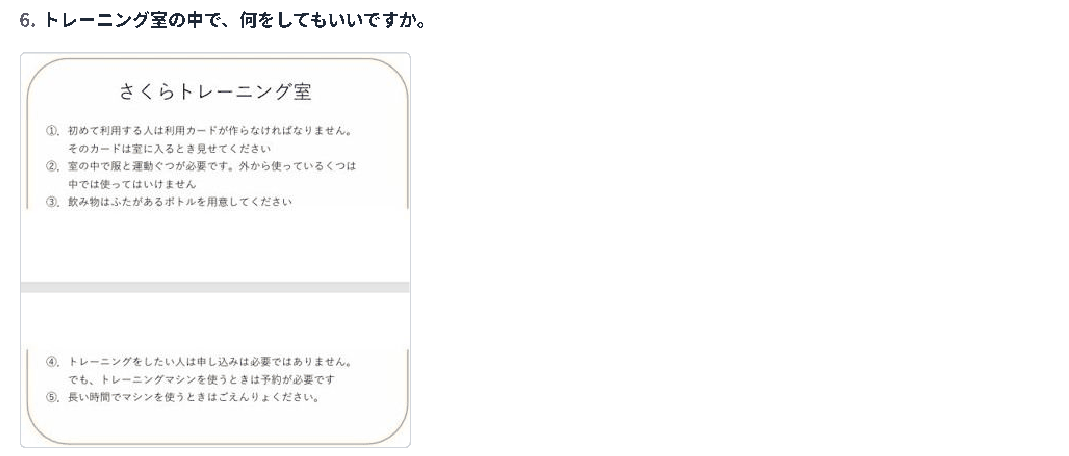 6. トレーニング室の中で、何をしてもいいですか。
さくらトレーニング室
①. 初めて利用する人は利用カードが作らなければなりません。
そのカードは室に入るとき見せてください
②. 室の中で服と運動ぐつが必要です。外から使っているくつは
中では使ってはいけません
③. 飲み物はふたがあるボトルを用意してください
④. トレーニングをしたい人は申し込みは必要ではありません。
でも、トレーニングマシンを使うときは予約が必要です
⑤. 長い時間でマシンを使うときはごえんりょください。